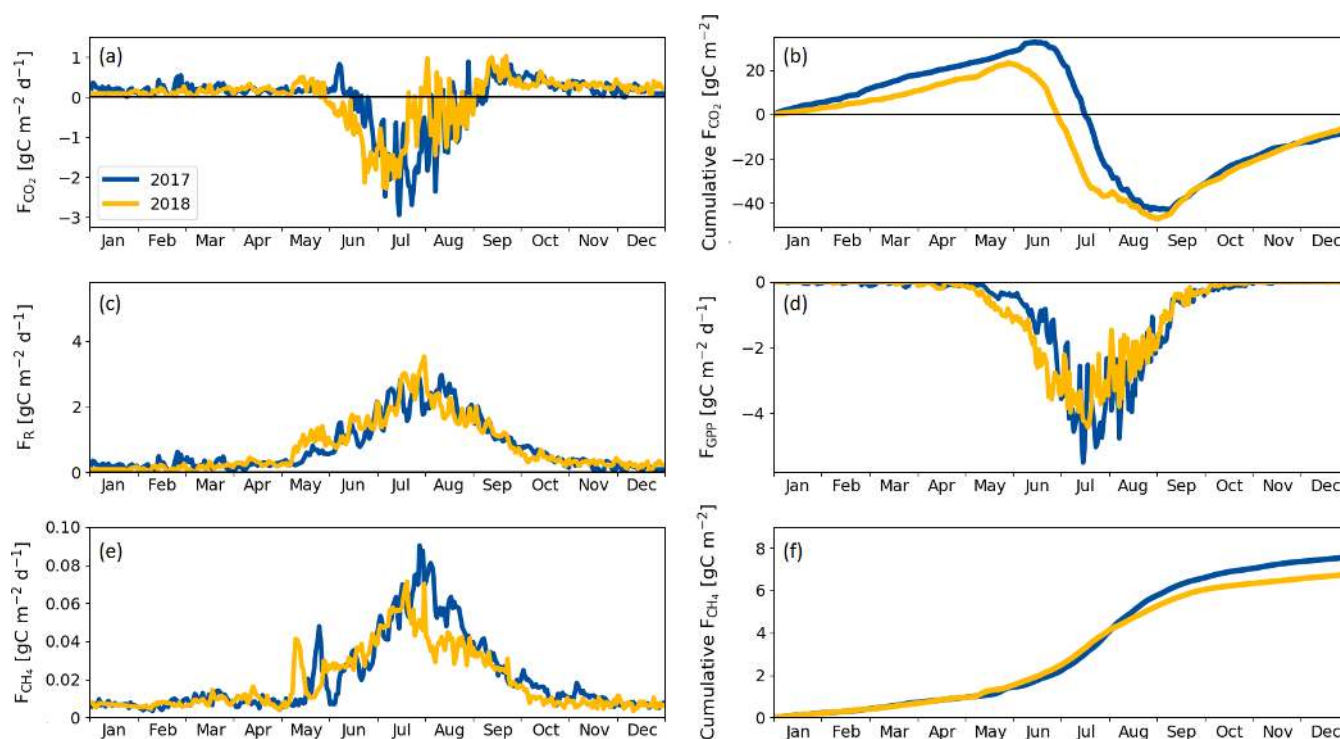 (a)
F_CO₂ [gC m⁻² d⁻¹]
1
0
−1
−2
−3
2017
2018
Jan Feb Mar Apr May Jun Jul Aug Sep Oct Nov Dec
(b)
Cumulative F_CO₂ [gC m⁻²]
20
0
−20
−40
Jan Feb Mar Apr May Jun Jul Aug Sep Oct Nov Dec
(c)
F_R [gC m⁻² d⁻¹]
4
2
0
Jan Feb Mar Apr May Jun Jul Aug Sep Oct Nov Dec
(d)
F_GPP [gC m⁻² d⁻¹]
0
−2
−4
Jan Feb Mar Apr May Jun Jul Aug Sep Oct Nov Dec
(e)
F_CH₄ [gC m⁻² d⁻¹]
0.10
0.08
0.06
0.04
0.02
0
Jan Feb Mar Apr May Jun Jul Aug Sep Oct Nov Dec
(f)
Cumulative F_CH₄ [gC m⁻²]
8
6
4
2
0
Jan Feb Mar Apr May Jun Jul Aug Sep Oct Nov Dec